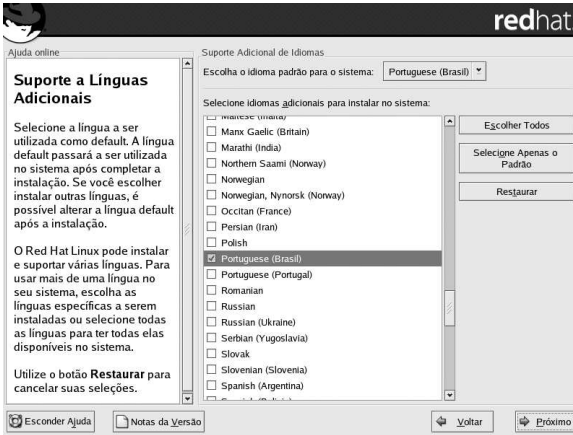 redhat
Ajuda online
Suporte a Línguas
Adicionais
Selecione a língua a ser
utilizada como default. A língua
default passará a ser utilizada
no sistema após completar a
instalação. Se você escolher
instalar outras línguas, é
possível alterar a língua default
após a instalação.
O Red Hat Linux pode instalar
e suportar várias línguas. Para
usar mais de uma língua no
seu sistema, escolha as
línguas específicas a serem
instaladas ou selecione todas
as línguas para ter todas elas
disponíveis no sistema.
Utilize o botão Restaurar para
cancelar suas seleções.
Suporte Adicional de Idiomas
Escolha o idioma padrão para o sistema: Portuguese (Brasil)
Selecione idiomas adicionais para instalar no sistema:
Maltese (malta)
Manx Gaelic (Britain)
Marathi (India)
Northern Saami (Norway)
Norwegian
Norwegian, Nynorsk (Norway)
Occitan (France)
Persian (Iran)
Polish
Portuguese (Brasil)
Portuguese (Portugal)
Romanian
Russian
Russian (Ukraine)
Serbian (Yugoslavia)
Slovak
Slovenian (Slovenia)
Spanish (Argentina)
Escolher Todos
Selecigne Apenas o
Padrão
Restaurar
Esconder Ajuda
Notas da Versão
Voltar
Próximo